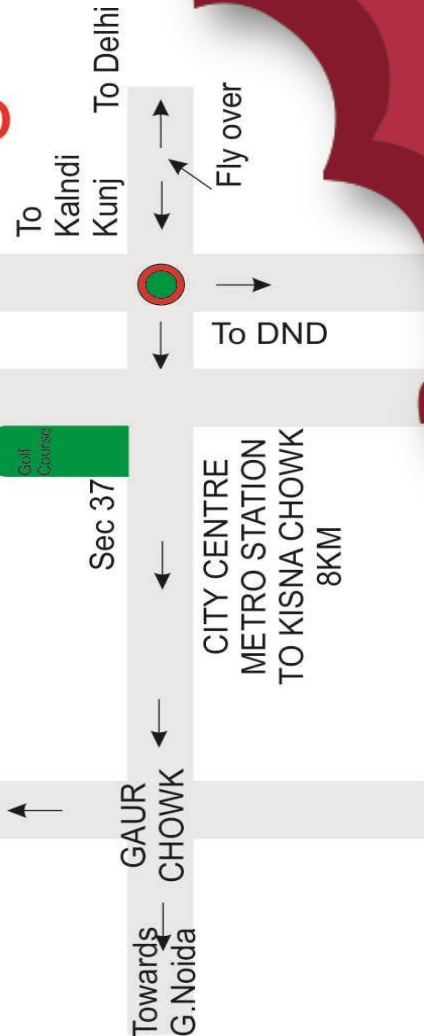 To Delhi
To
Kalndi
Kunj
Fly over
To DND
Golf
Course
Sec 37
CITY CENTRE
METRO STATION
TO KISNA CHOWK
8KM
GAUR
CHOWK
Towards
G.Noida